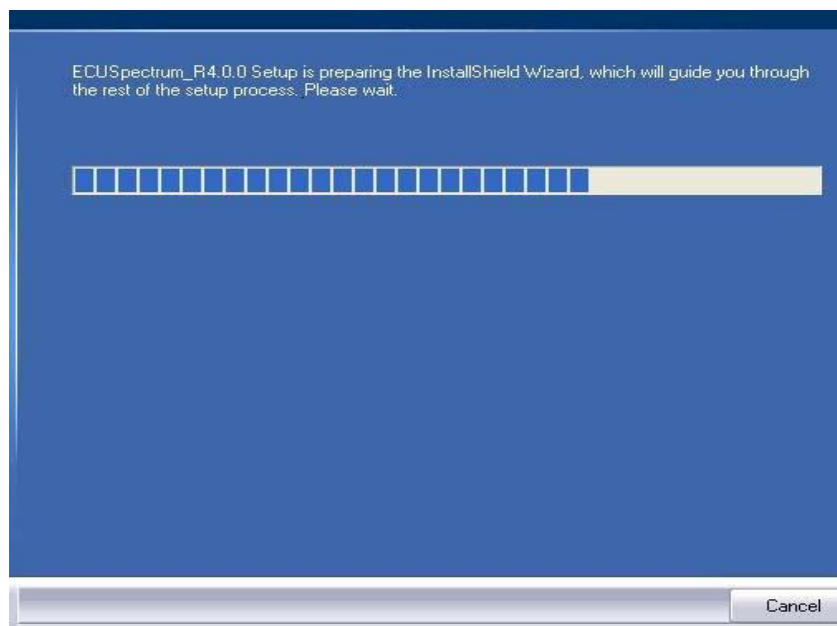 ECUSpectrum_R4.0.0 Setup is preparing the InstallShield Wizard, which will guide you through
the rest of the setup process. Please wait.
Cancel